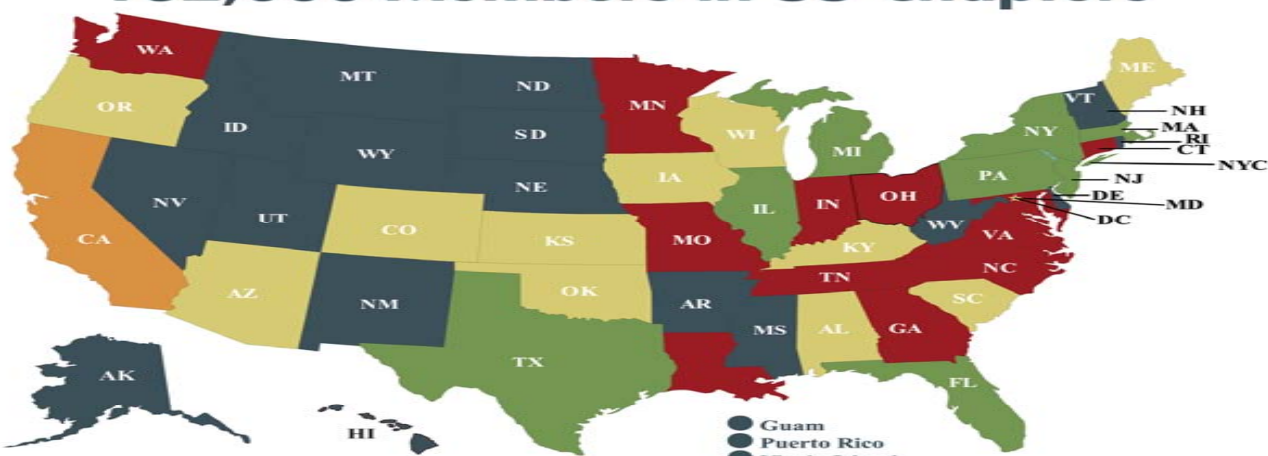 WA
MT
ND
MN
ME
OR
ID
SD
WI
VT
NH
NY
MA
RI
MI
CT
WY
NYC
IA
PA
NE
NJ
NV
IL
IN
OH
DE
MD
UT
DC
CA
CO
WV
KS
MO
KY
VA
TN
NC
AZ
OK
NM
AR
SC
MS
AL
GA
TX
AK
FL
HI
Guam
Puerto Rico